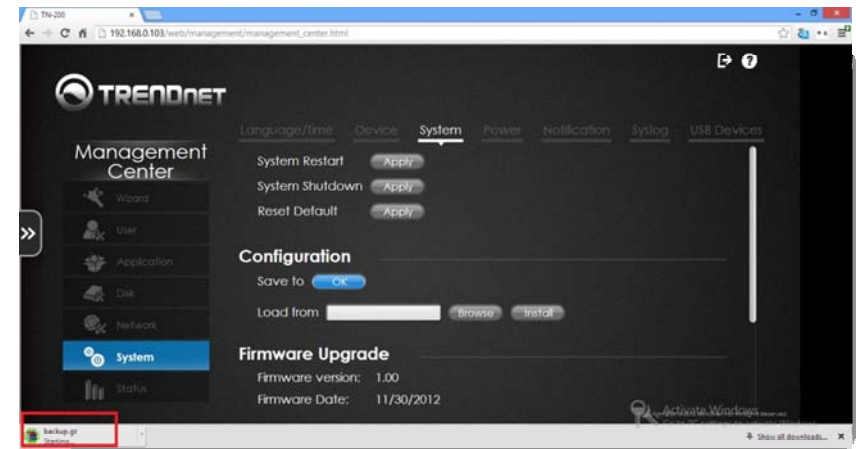 TN-200
192.168.0.103/web/management/management_center.html
TRENDNET
Language/Time Device System Power Notification Syslog USB Devices
Management Center
Wizard
User
Application
Disk
Network
System
Status
System Restart Apply
System Shutdown Apply
Reset Default Apply
Configuration
Save to OK
Load from Browse Install
Firmware Upgrade
Firmware version: 1.00
Firmware Date: 11/30/2012
Activate Windows
backup.gz
Starting...
Show all downloads...